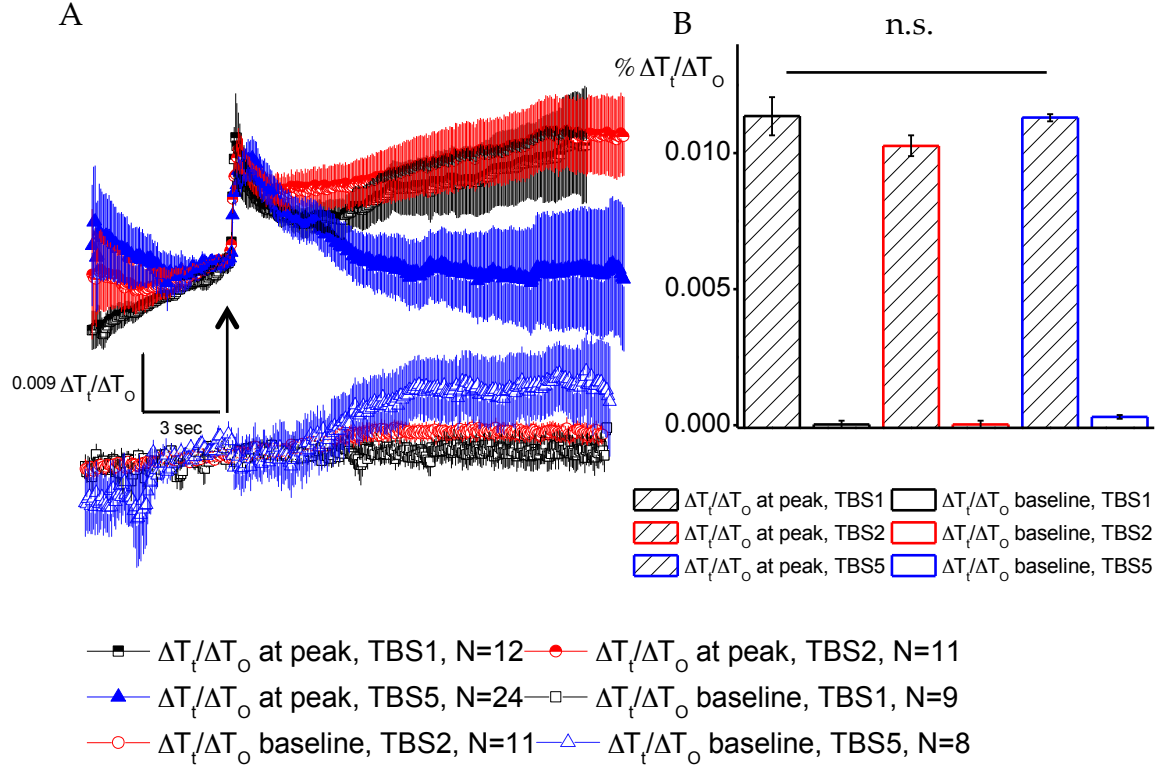 A
B
n.s.
% ΔTt/ΔTO
0.010
0.005
0.000
0.009 ΔTt/ΔTO
3 sec
ΔTt/ΔTO at peak, TBS1
ΔTt/ΔTO baseline, TBS1
ΔTt/ΔTO at peak, TBS2
ΔTt/ΔTO baseline, TBS2
ΔTt/ΔTO at peak, TBS5
ΔTt/ΔTO baseline, TBS5
ΔTt/ΔTO at peak, TBS1, N=12
ΔTt/ΔTO at peak, TBS2, N=11
ΔTt/ΔTO at peak, TBS5, N=24
ΔTt/ΔTO baseline, TBS1, N=9
ΔTt/ΔTO baseline, TBS2, N=11
ΔTt/ΔTO baseline, TBS5, N=8